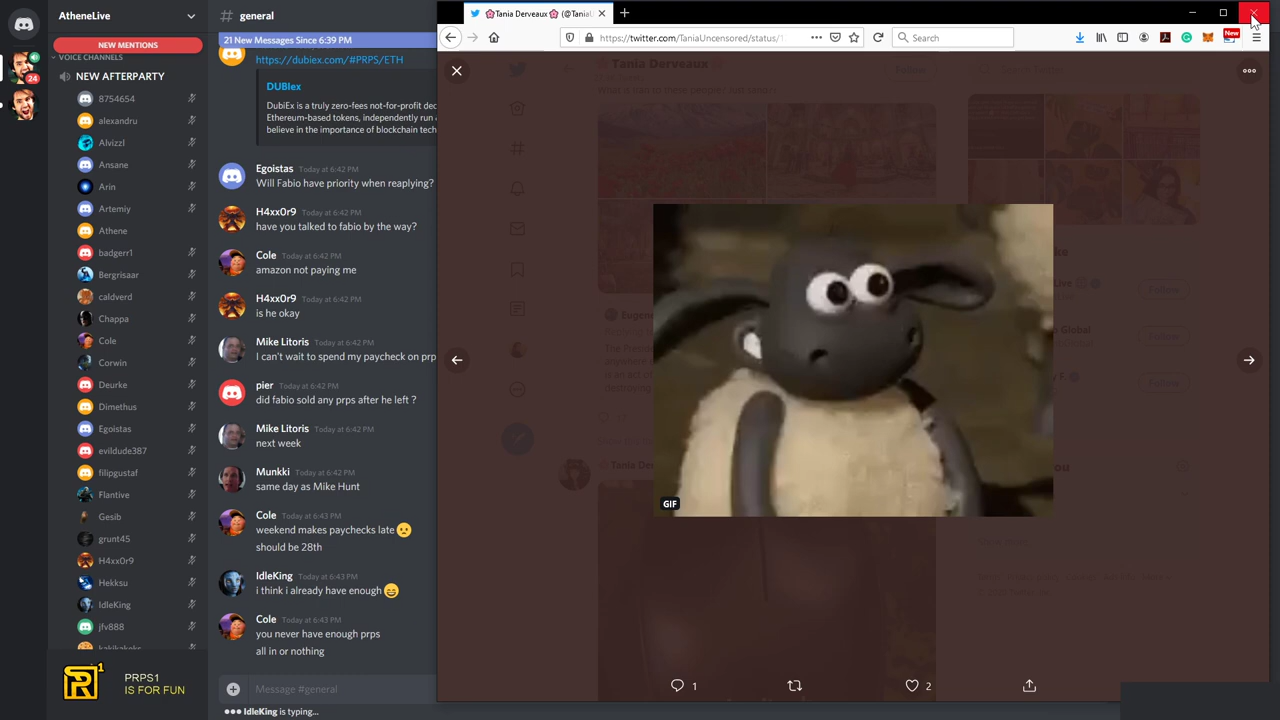 AtheneLive
NEW MENTIONS
VOICE CHANNELS
NEW AFTERPARTY
8754654
alexandru
Alvizzl
Ansane
Arin
Artemiy
Athene
badgerr1
Bergrisaar
caldverd
Chappa
Cole
Corwin
Deurke
Dimethus
Egoistas
evildude387
filipgustaf
Flantive
Gesib
grunt45
H4xx0r9
Hekksu
IdleKing
jfv888
24
PRPS1
IS FOR FUN
# general
21 New Messages Since 6:39 PM
https://dubiex.com/#PRPS/ETH
DUBIex
DubiEx is a truly zero-fees not-for-profit dec
Ethereum-based tokens, independently run
believe in the importance of blockchain tech
Egoistas Today at 6:42 PM
Will Fabio have priority when reaplying?
H4xx0r9 Today at 6:42 PM
have you talked to fabio by the way?
Cole Today at 6:42 PM
amazon not paying me
H4xx0r9 Today at 6:42 PM
is he okay
Mike Litoris Today at 6:42 PM
I can't wait to spend my paycheck on prp
pier Today at 6:42 PM
did fabio sold any prps after he left ?
Mike Litoris Today at 6:42 PM
next week
Munkki Today at 6:42 PM
same day as Mike Hunt
Cole Today at 6:43 PM
weekend makes paychecks late
should be 28th
IdleKing Today at 6:43 PM
i think i already have enough
Cole Today at 6:43 PM
you never have enough prps
all in or nothing
Message #general
IdleKing is typing...
Tania Derveaux (@Tania
https://twitter.com/TaniaUncensored/status/
Search
New
Tania Derveaux
Follow
GIF
1
2